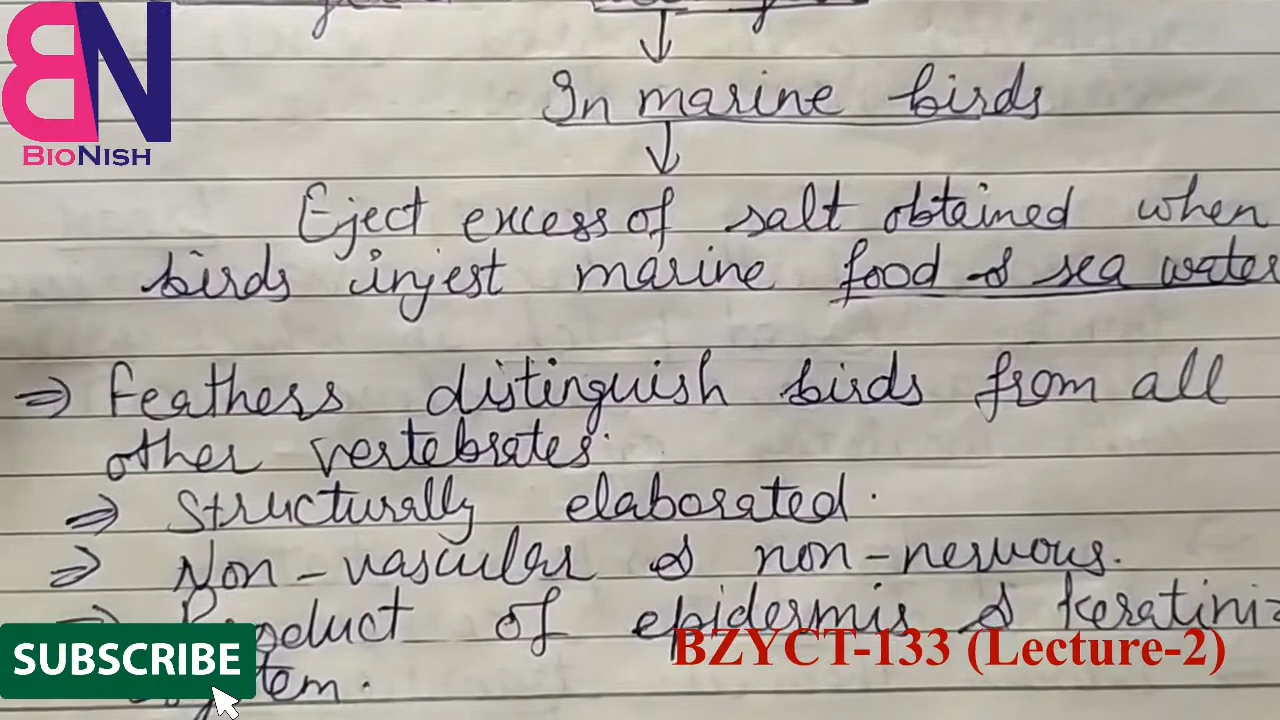 BN
BIONISH
In marine birds
Eject excess of salt obtained when
birds injest marine food & sea water
⇒ Feathers distinguish birds from all
other vertebrates.
⇒ Structurally elaborated.
⇒ Non-vascular & non-nervous.
⇒ Product of epidermis & keratini
BZYCT-133 (Lecture-2)
SUBSCRIBE